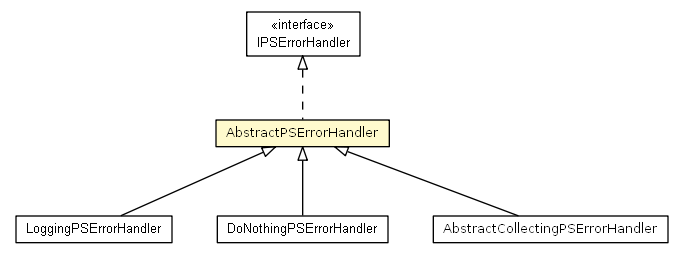 «interface»
IPSErrorHandler
AbstractPSErrorHandler
LoggingPSErrorHandler
DoNothingPSErrorHandler
AbstractCollectingPSErrorHandler